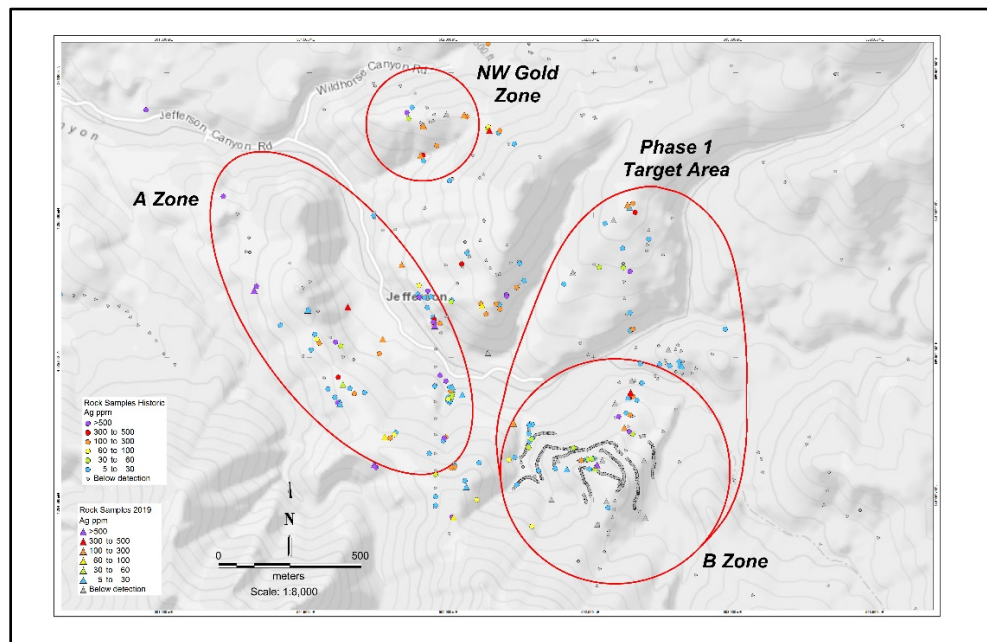 NW Gold
Zone
Wildhorse Canyon Rd
Jefferson Canyon Rd
Phase 1
Target Area
A Zone
Jefferson
Rock Samples Historic
Ag ppm
>500
300 to 500
100 to 300
60 to 100
30 to 60
5 to 30
Below detection
Rock Samples 2019
Ag ppm
>500
300 to 500
100 to 300
60 to 100
30 to 60
5 to 30
Below detection
N
0 500
meters
Scale: 1:8,000
B Zone